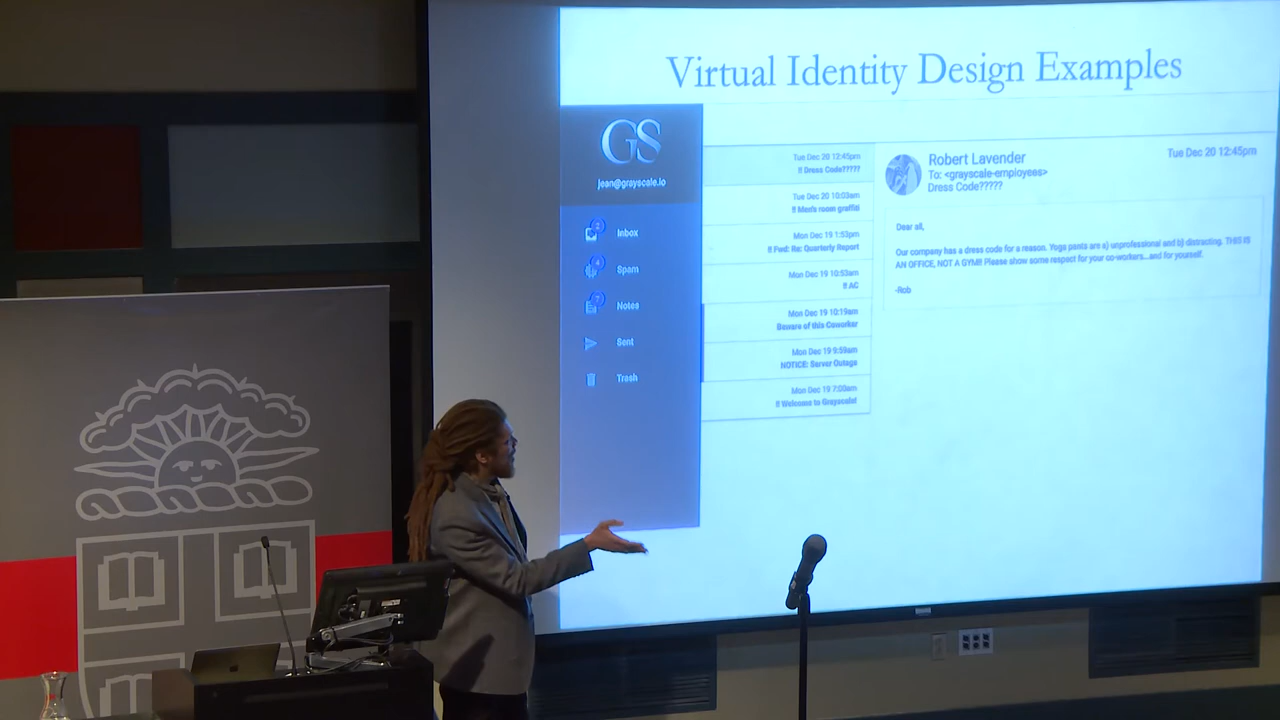 Virtual Identity Design Examples
GS
jean@grayscale.io
2
Inbox
4
Spam
7
Notes
Sent
Trash
Tue Dec 20 12:45pm
!! Dress Code?????
Tue Dec 20 10:03am
!! Men's room graffiti
Mon Dec 19 1:53pm
!! Fwd: Re: Quarterly Report
Mon Dec 19 10:53am
!! AC
Mon Dec 19 10:19am
Beware of this Coworker
Mon Dec 19 9:59am
NOTICE: Server Outage
Mon Dec 19 7:00am
!! Welcome to Grayscale!
Robert Lavender
Tue Dec 20 12:45pm
To: <grayscale-employees>
Dress Code?????
Dear all,
Our company has a dress code for a reason. Yoga pants are a) unprofessional and b) distracting. THIS IS
AN OFFICE, NOT A GYM!! Please show some respect for your co-workers...and for yourself.
-Rob